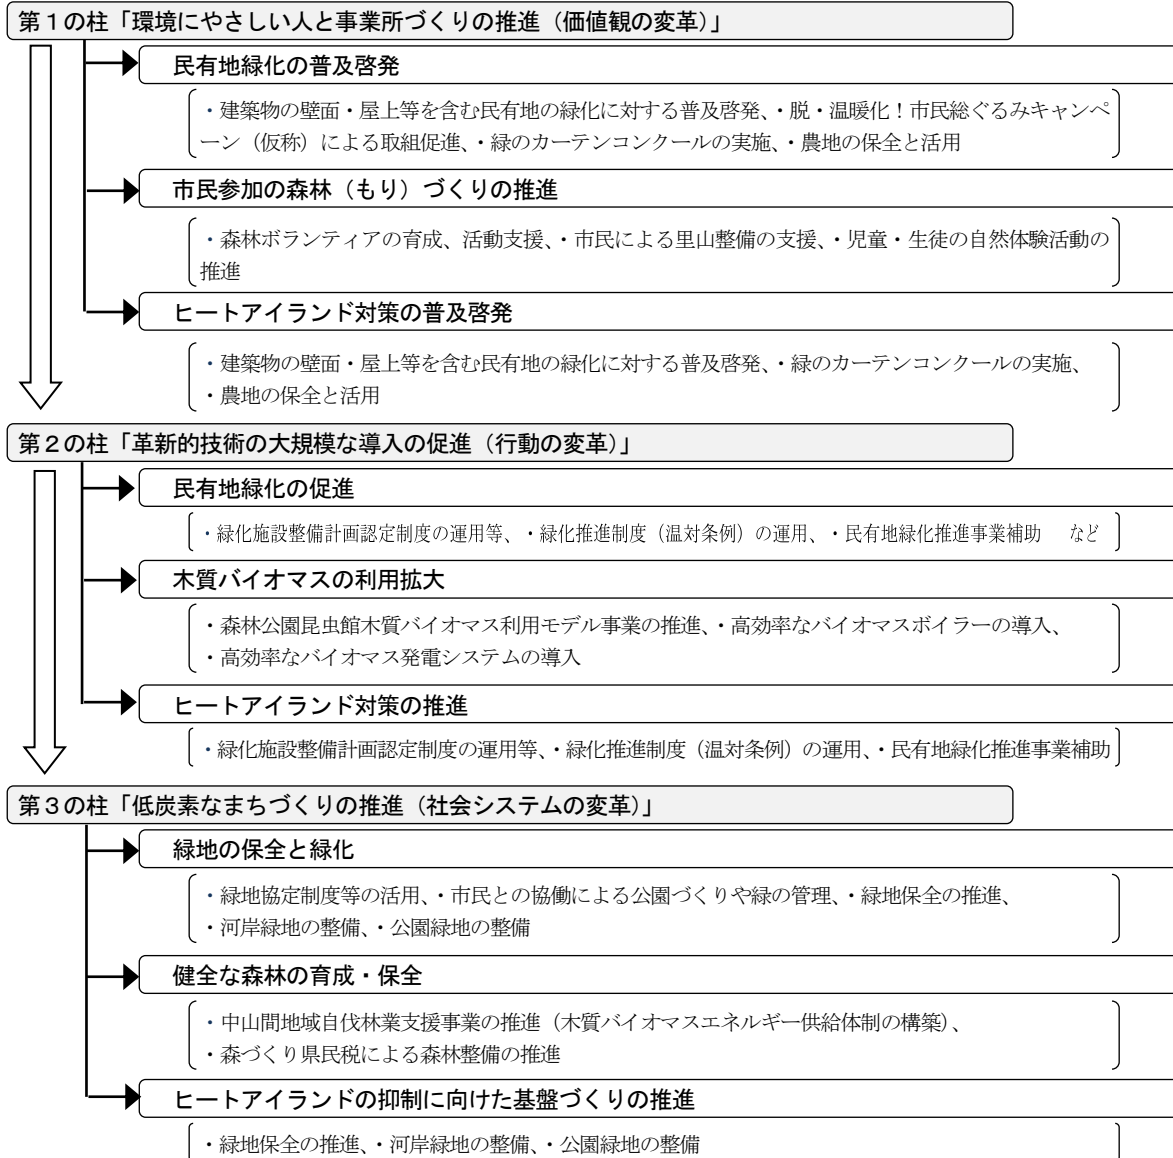 第１の柱「環境にやさしい人と事業所づくりの推進（価値観の変革）」
民有地緑化の普及啓発
・建築物の壁面・屋上等を含む民有地の緑化に対する普及啓発、・脱・温暖化！市民総ぐるみキャンペ
ーン（仮称）による取組促進、・緑のカーテンコンクールの実施、・農地の保全と活用
市民参加の森林（もり）づくりの推進
・森林ボランティアの育成、活動支援、・市民による里山整備の支援、・児童・生徒の自然体験活動の
推進
ヒートアイランド対策の普及啓発
・建築物の壁面・屋上等を含む民有地の緑化に対する普及啓発、・緑のカーテンコンクールの実施、
・農地の保全と活用
第２の柱「革新的技術の大規模な導入の促進（行動の変革）」
民有地緑化の促進
・緑化施設整備計画認定制度の運用等、・緑化推進制度（温対条例）の運用、・民有地緑化推進事業補助　など
木質バイオマスの利用拡大
・森林公園昆虫館木質バイオマス利用モデル事業の推進、・高効率なバイオマスボイラーの導入、
・高効率なバイオマス発電システムの導入
ヒートアイランド対策の推進
・緑化施設整備計画認定制度の運用等、・緑化推進制度（温対条例）の運用、・民有地緑化推進事業補助
第３の柱「低炭素なまちづくりの推進（社会システムの変革）」
緑地の保全と緑化
・緑地協定制度等の活用、・市民との協働による公園づくりや緑の管理、・緑地保全の推進、
・河岸緑地の整備、・公園緑地の整備
健全な森林の育成・保全
・中山間地域自伐林業支援事業の推進（木質バイオマスエネルギー供給体制の構築）、
・森づくり県民税による森林整備の推進
ヒートアイランドの抑制に向けた基盤づくりの推進
・緑地保全の推進、・河岸緑地の整備、・公園緑地の整備